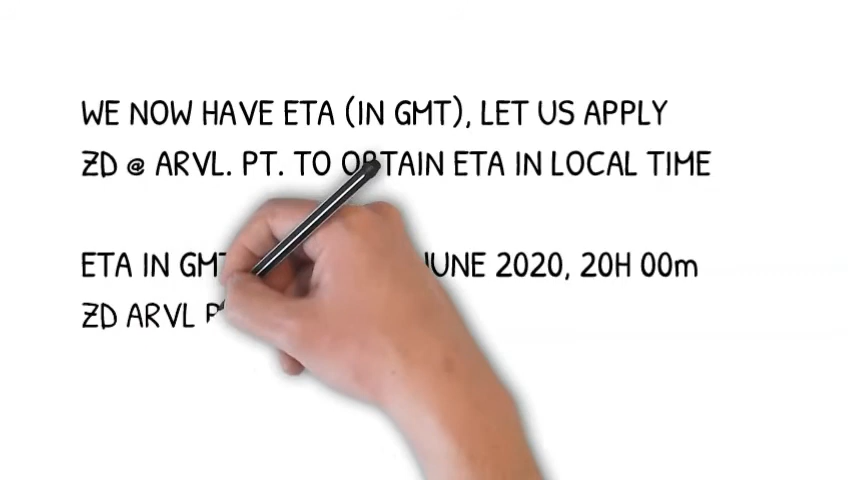 WE NOW HAVE ETA (IN GMT), LET US APPLY
ZD @ ARVL. PT. TO OBTAIN ETA IN LOCAL TIME
ETA IN GMT JUNE 2020, 20H 00m
ZD ARVL